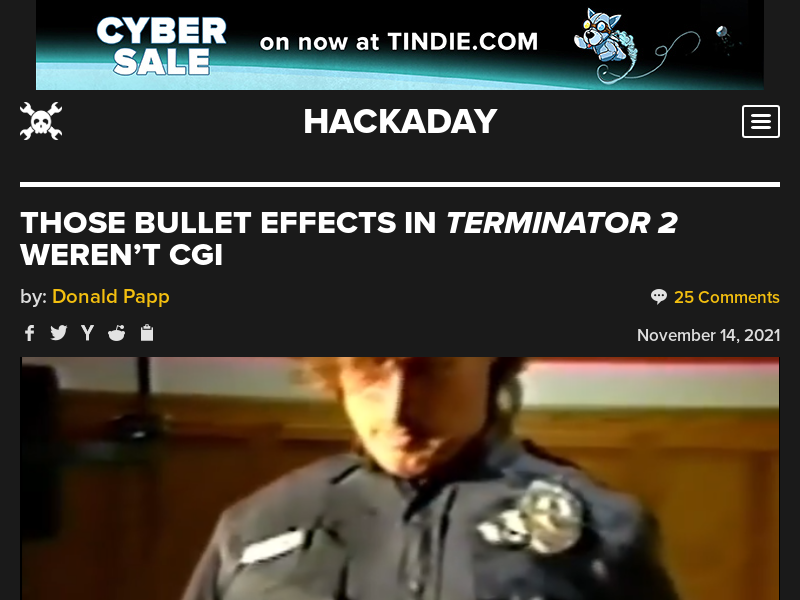 CYBER
SALE
on now at TINDIE.COM
HACKADAY
THOSE BULLET EFFECTS IN TERMINATOR 2
WEREN’T CGI
by: Donald Papp
25 Comments
November 14, 2021